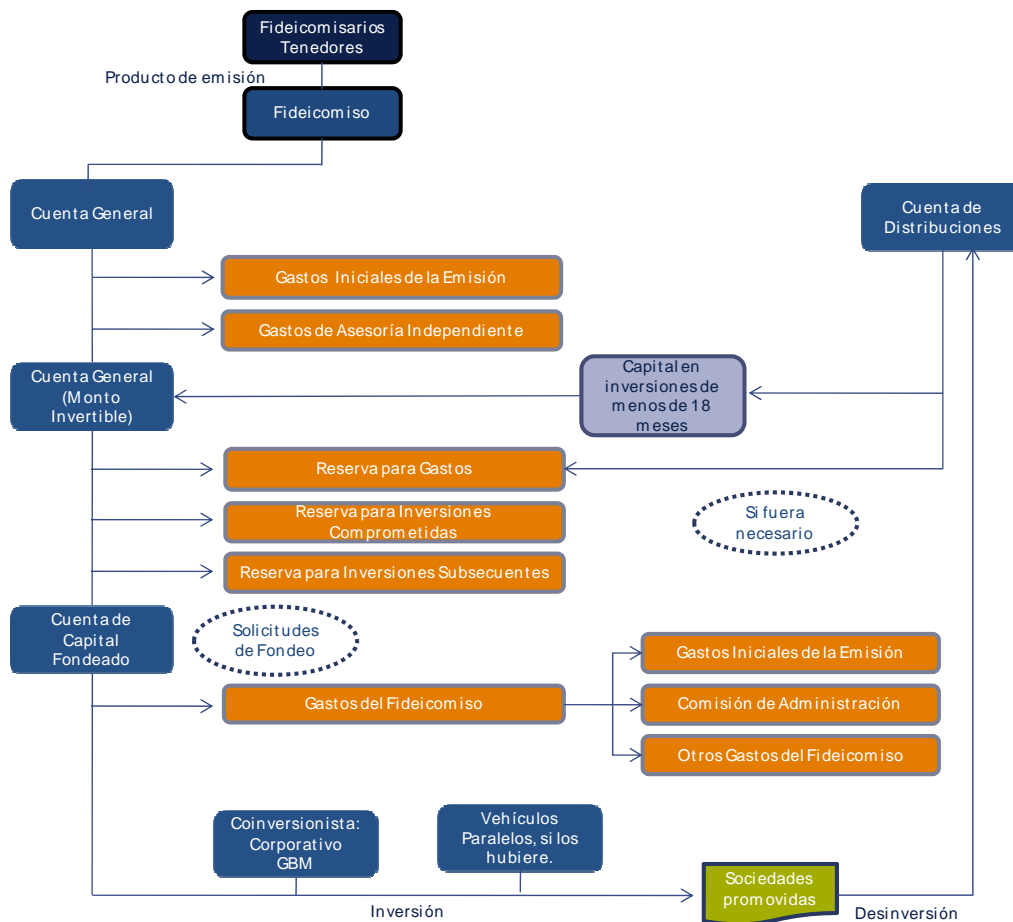 Fideicomisarios
Tenedores
Producto de emisión
Fideicomiso
Cuenta General
Cuenta de
Distribuciones
Gastos Iniciales de la Emisión
Gastos de Asesoría Independiente
Cuenta General
(Monto
Invertible)
Capital en
inversiones de
menos de 18
meses
Reserva para Gastos
Reserva para Inversiones
Comprometidas
Si fuera
necesario
Reserva para Inversiones Subsecuentes
Cuenta de
Capital
Fondeado
Solicitudes
de Fondeo
Gastos Iniciales de la Emisión
Gastos del Fideicomiso
Comisión de Administración
Otros Gastos del Fideicomiso
Coinversionista:
Corporativo
GBM
Vehículos
Paralelos, si los
hubiere.
Sociedades
promovidas
Inversión
Desinversión